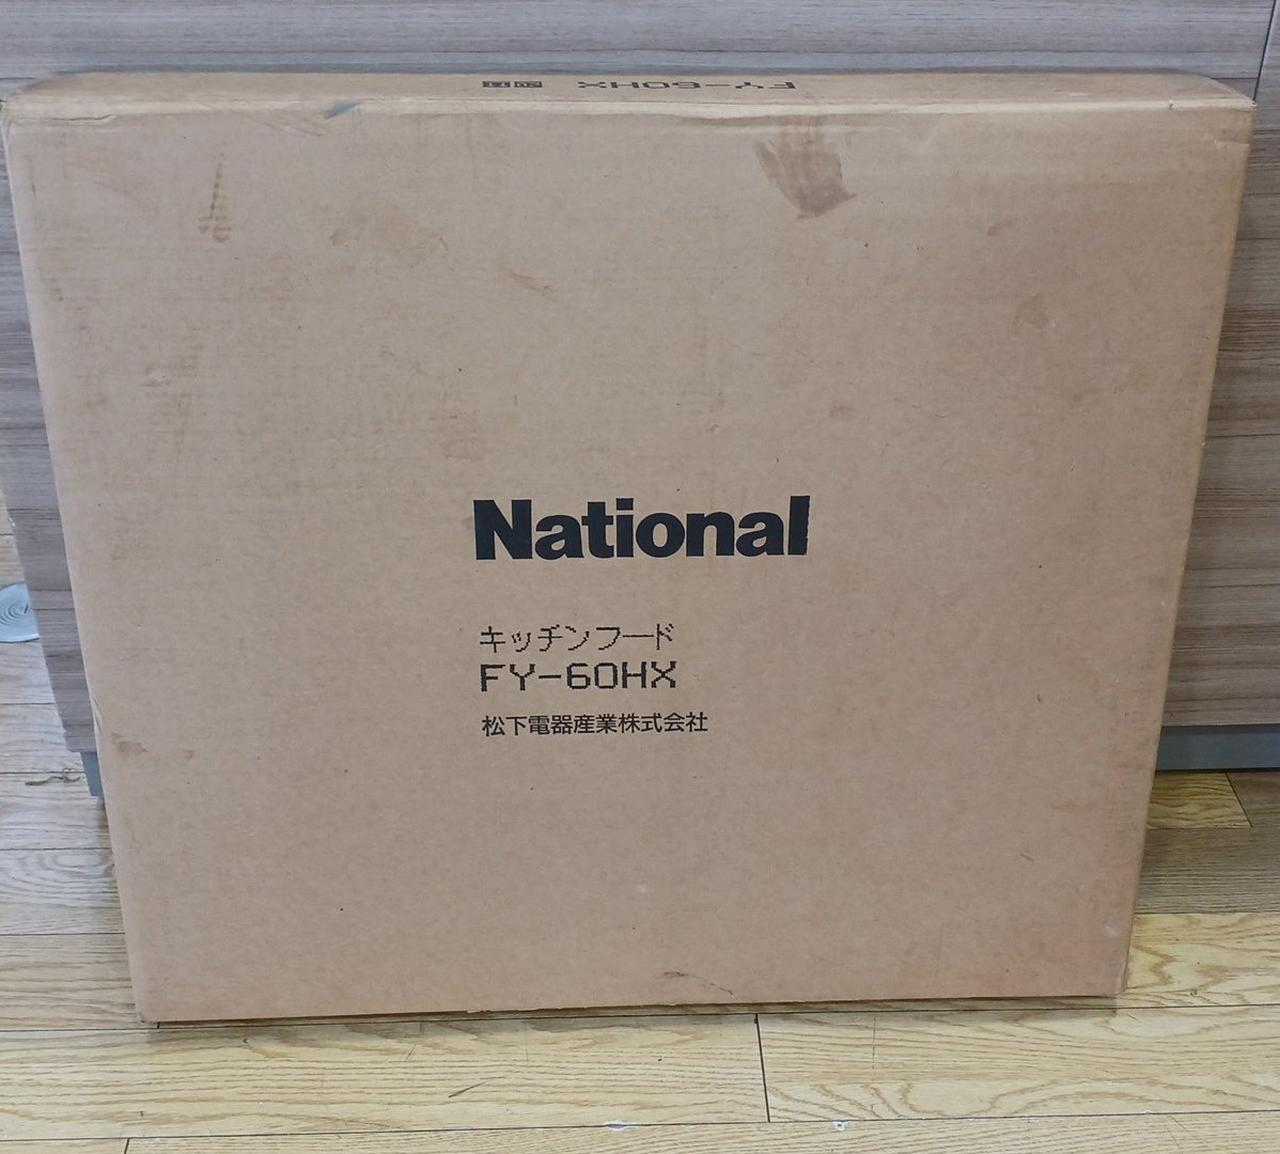 FY-60HX
National
キッチンフード
FY-60HX
松下電器産業株式会社